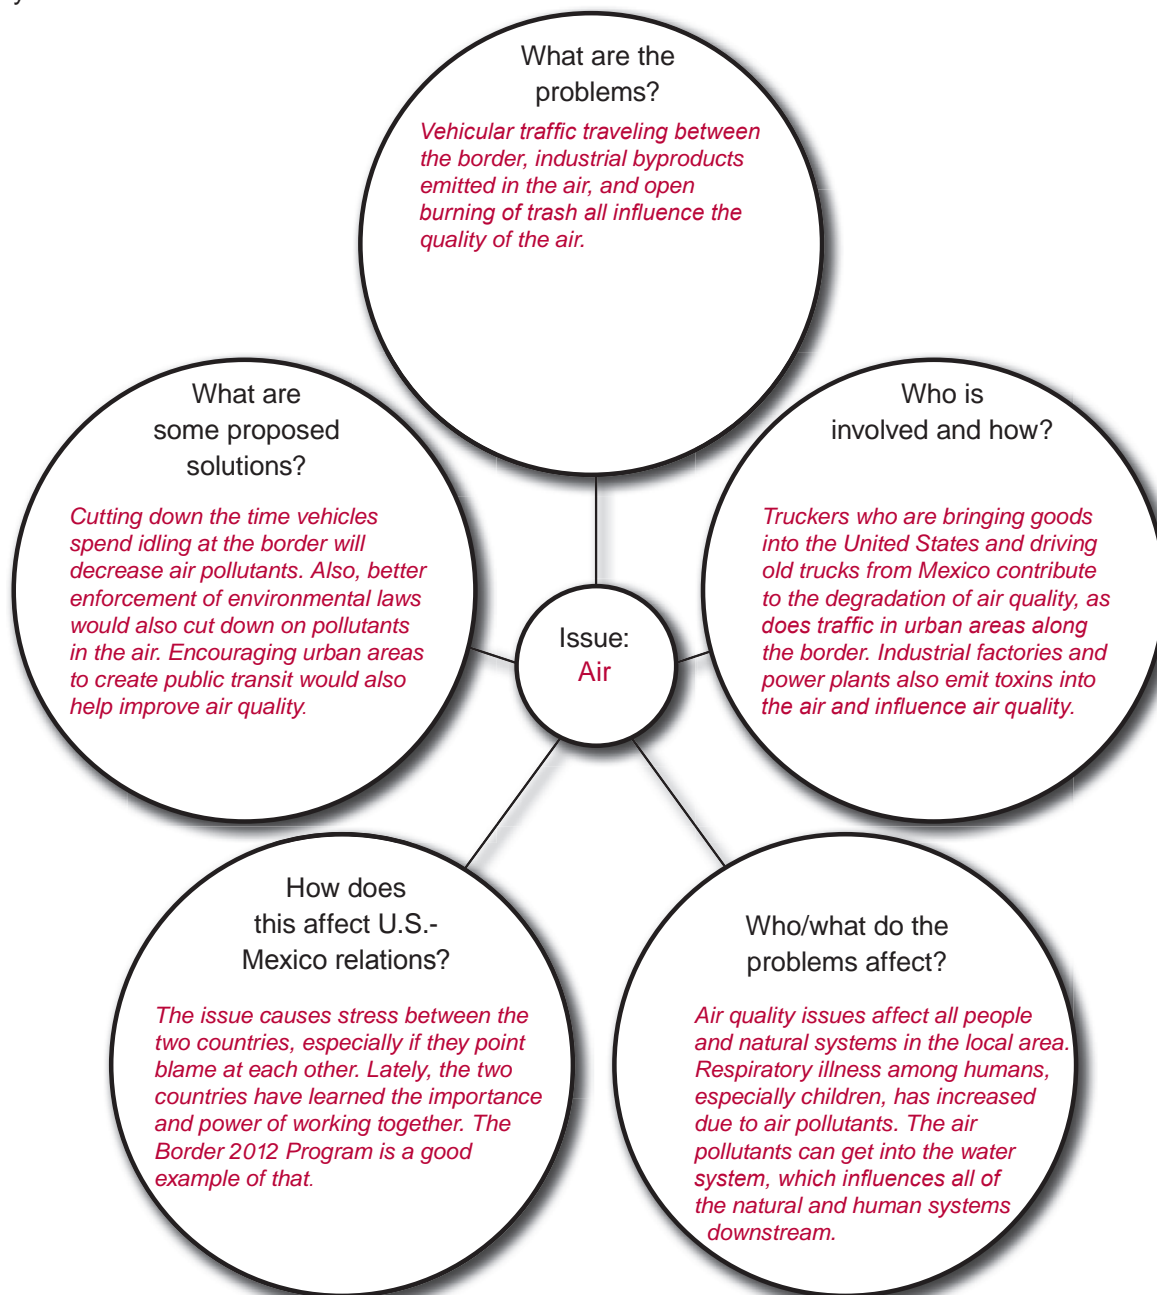 What are the
problems?
Vehicular traffic traveling between
the border, industrial byproducts
emitted in the air, and open
burning of trash all influence the
quality of the air.
What are
some proposed
solutions?
Cutting down the time vehicles
spend idling at the border will
decrease air pollutants. Also, better
enforcement of environmental laws
would also cut down on pollutants
in the air. Encouraging urban areas
to create public transit would also
help improve air quality.
Who is
involved and how?
Truckers who are bringing goods
into the United States and driving
old trucks from Mexico contribute
to the degradation of air quality, as
does traffic in urban areas along
the border. Industrial factories and
power plants also emit toxins into
the air and influence air quality.
Issue:
Air
How does
this affect U.S.-
Mexico relations?
The issue causes stress between the
two countries, especially if they point
blame at each other. Lately, the two
countries have learned the importance
and power of working together. The
Border 2012 Program is a good
example of that.
Who/what do the
problems affect?
Air quality issues affect all people
and natural systems in the local area.
Respiratory illness among humans,
especially children, has increased
due to air pollutants. The air
pollutants can get into the water
system, which influences all of
the natural and human systems
downstream.